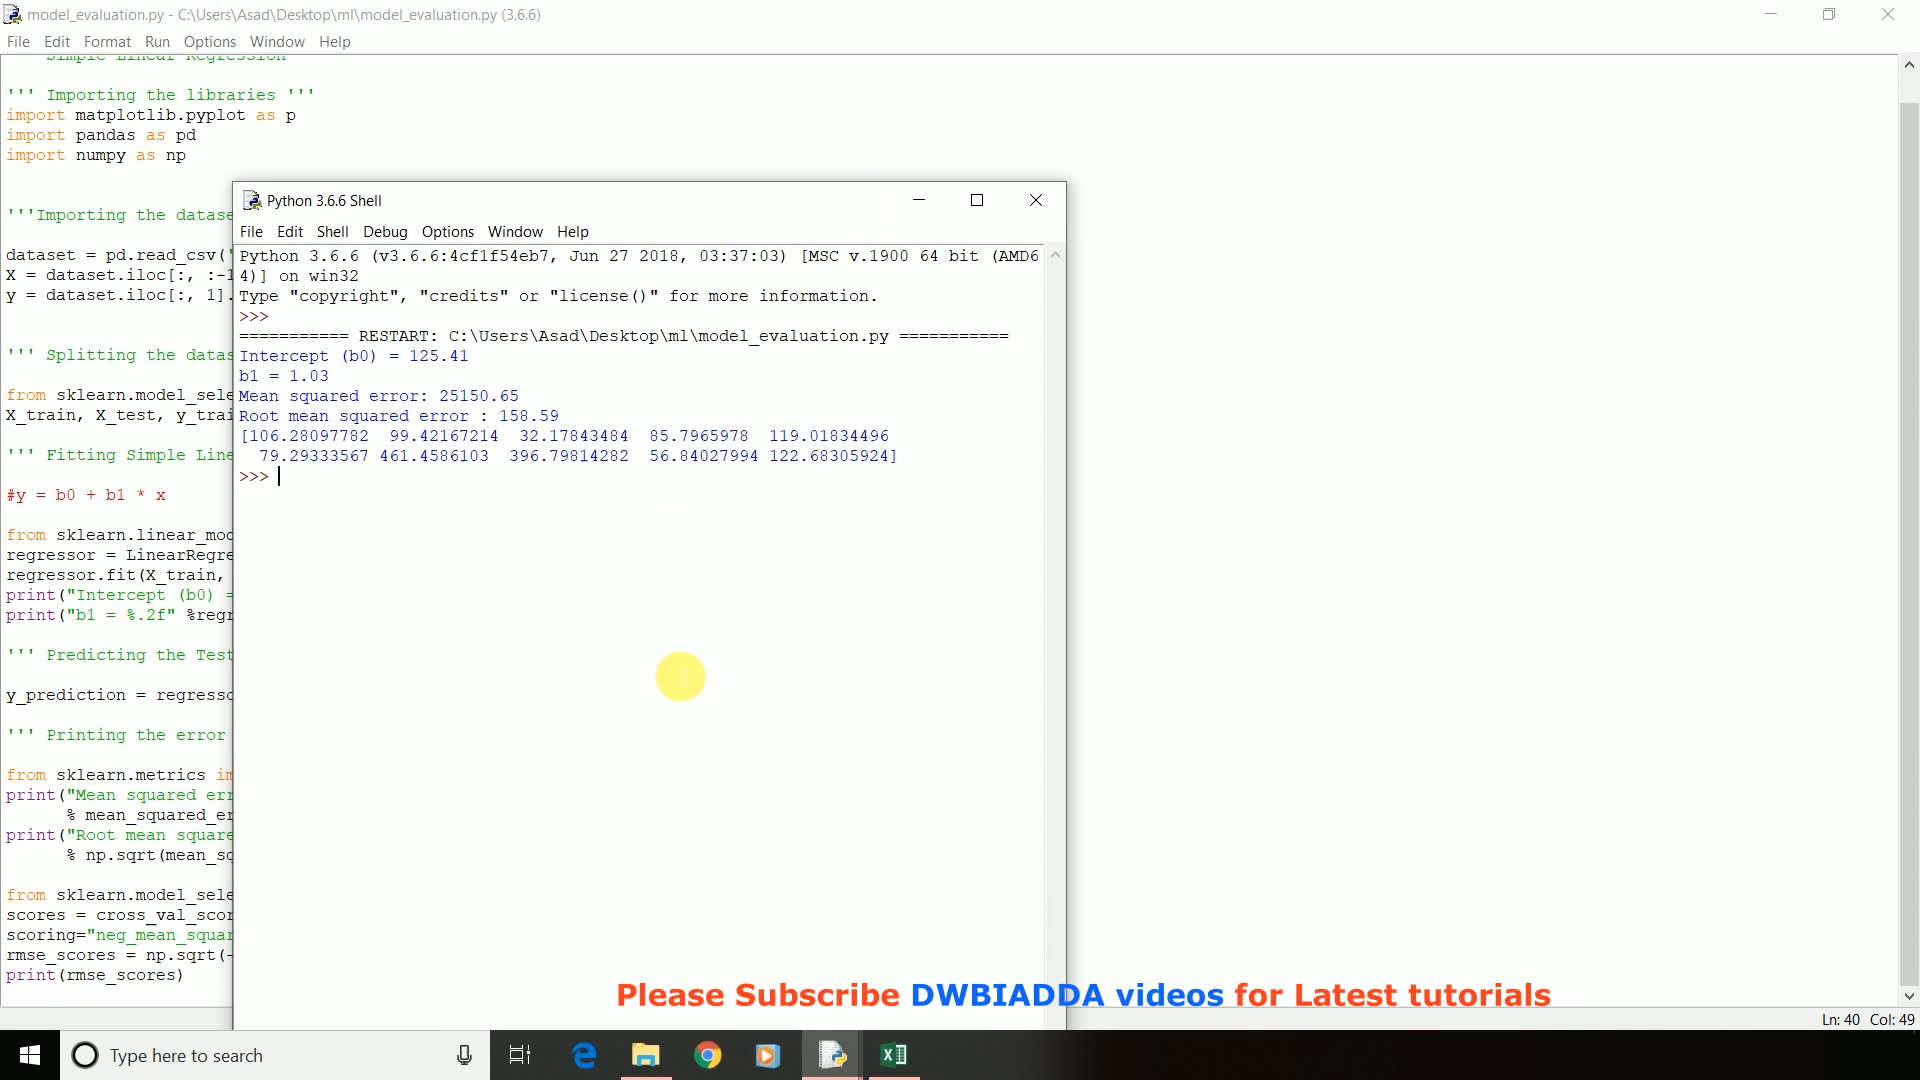 model_evaluation.py - C:\Users\Asad\Desktop\ml\model_evaluation.py (3.6.6)
File Edit Format Run Options Window Help
Simple Linear Regression
''' Importing the libraries '''
import matplotlib.pyplot as p
import pandas as pd
import numpy as np
'''Importing the datase
dataset = pd.read_csv('
X = dataset.iloc[:, :-1
y = dataset.iloc[:, 1].
''' Splitting the datas
from sklearn.model_sele
X_train, X_test, y_trai
''' Fitting Simple Line
#y = b0 + b1 * x
from sklearn.linear_mod
regressor = LinearRegre
regressor.fit(X_train,
print("Intercept (b0) =
print("b1 = %.2f" %regr
''' Predicting the Test
y_prediction = regresso
''' Printing the error
from sklearn.metrics im
print("Mean squared err
% mean_squared_er
print("Root mean square
% np.sqrt(mean_sq
from sklearn.model_sele
scores = cross_val_scor
scoring="neg_mean_squar
rmse_scores = np.sqrt(-
print(rmse_scores)
Python 3.6.6 Shell
File Edit Shell Debug Options Window Help
Python 3.6.6 (v3.6.6:4cf1f54eb7, Jun 27 2018, 03:37:03) [MSC v.1900 64 bit (AMD6
4)] on win32
Type "copyright", "credits" or "license()" for more information.
>>>
=========== RESTART: C:\Users\Asad\Desktop\ml\model_evaluation.py ===========
Intercept (b0) = 125.41
b1 = 1.03
Mean squared error: 25150.65
Root mean squared error : 158.59
[106.28097782 99.42167214 32.17843484 85.7965978 119.01834496
79.29333567 461.4586103 396.79814282 56.84027994 122.68305924]
>>>
Please Subscribe DWBIADDA videos for Latest tutorials
Ln: 40 Col: 49
Type here to search